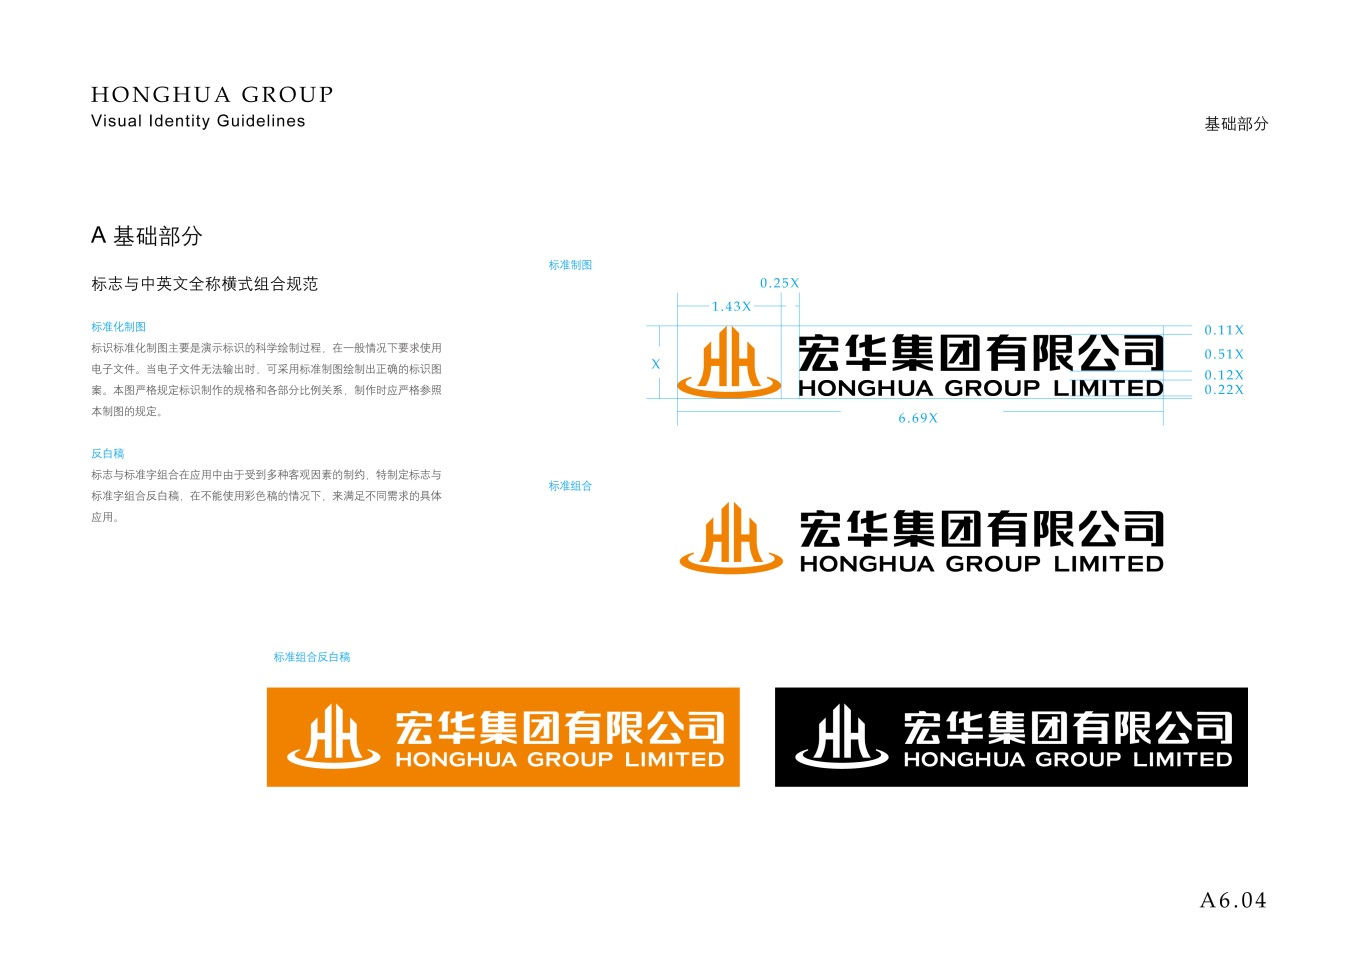 HONGHUA GROUP
Visual Identity Guidelines
基础部分
A 基础部分
标志与中英文全称横式组合规范
标准化制图
标识标准化制图主要是演示标识的科学绘制过程，在一般情况下要求使用
电子文件。当电子文件无法输出时，可采用标准制图绘制出正确的标识图
案。本图严格规定标识制作的规格和各部分比例关系，制作时应严格参照
本制图的规定。
反白稿
标志与标准字组合在应用中由于受到多种客观因素的制约，特制定标志与
标准字组合反白稿，在不能使用彩色稿的情况下，来满足不同需求的具体
应用。
标准制图
0.25X
1.43X
X
宏华集团有限公司
HONGHUA GROUP LIMITED
0.11X
0.51X
0.12X
0.22X
6.69X
标准组合
宏华集团有限公司
HONGHUA GROUP LIMITED
标准组合反白稿
宏华集团有限公司
HONGHUA GROUP LIMITED
宏华集团有限公司
HONGHUA GROUP LIMITED
A6.04